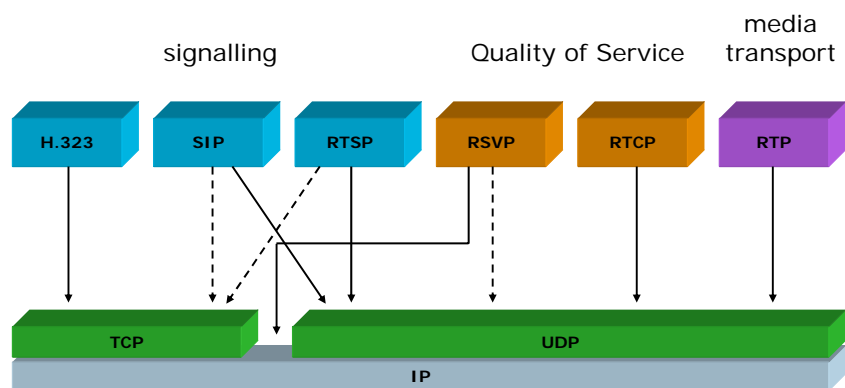 signalling
Quality of Service
media
transport
H.323
SIP
RTSP
RSVP
RTCP
RTP
TCP
UDP
IP